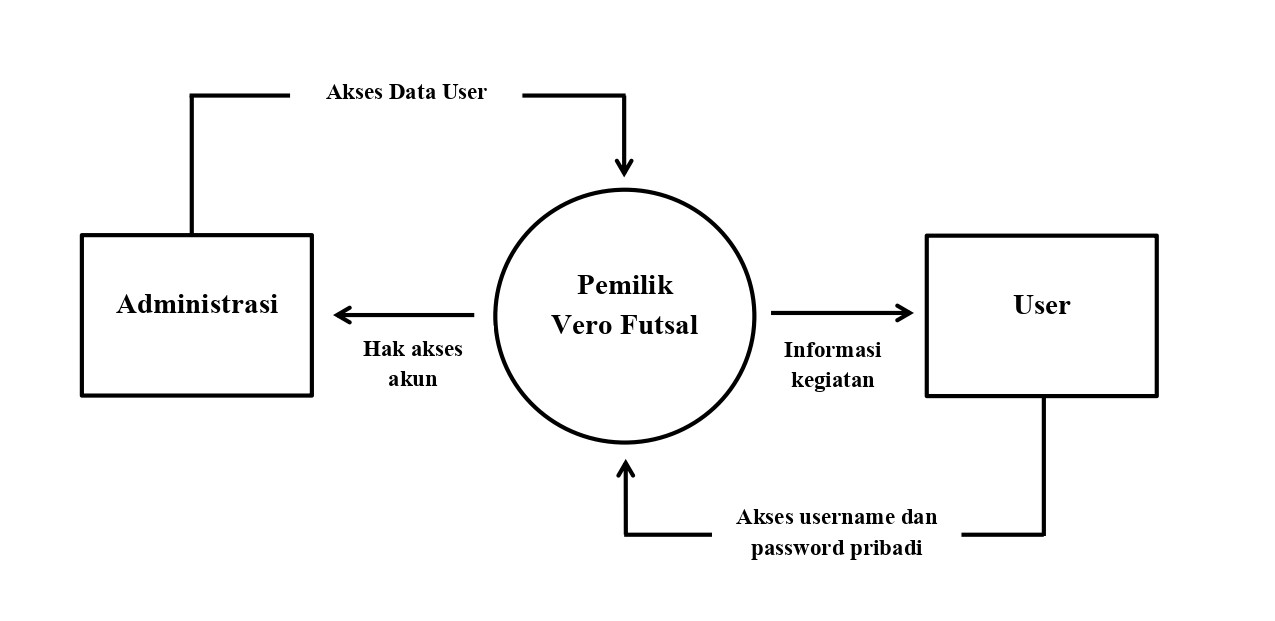 Akses Data User
Administrasi
Pemilik
Vero Futsal
User
Hak akses
akun
Informasi
kegiatan
Akses username dan
password pribadi